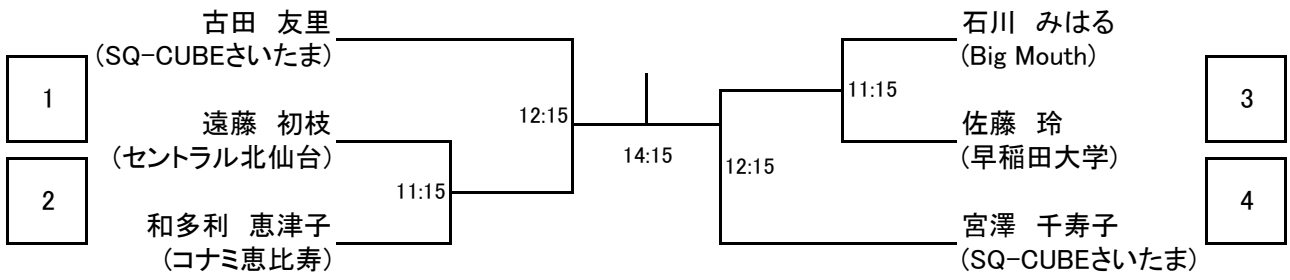 古田　友里
(SQ-CUBEさいたま)
1
遠藤　初枝
(セントラル北仙台)
2
和多利　恵津子
(コナミ恵比寿)
11:15
12:15
14:15
12:15
11:15
石川　みはる
(Big Mouth)
3
佐藤　玲
(早稲田大学)
4
宮澤　千寿子
(SQ-CUBEさいたま)